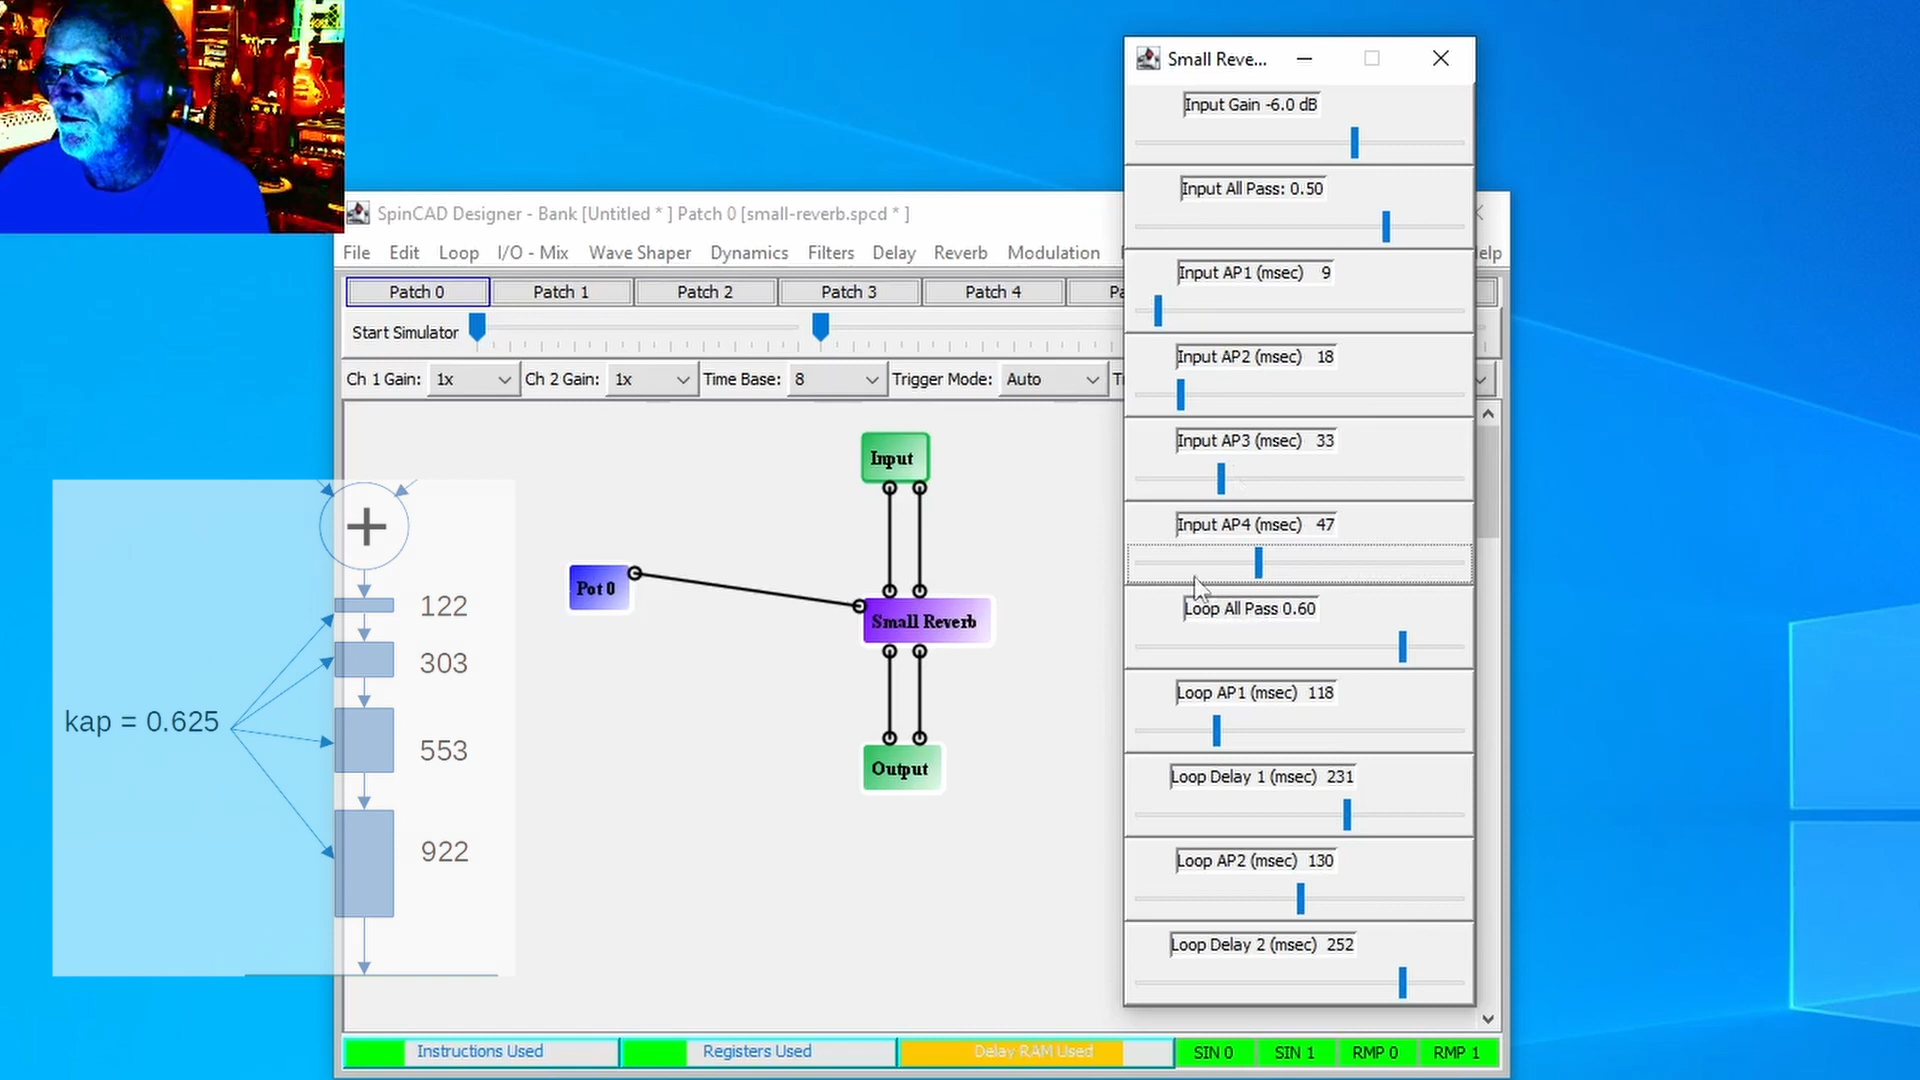 Small Reve...
Input Gain -6.0 dB
Input All Pass: 0.50
SpinCAD Designer - Bank [Untitled * ] Patch 0 [small-reverb.spcd * ]
File Edit Loop I/O - Mix Wave Shaper Dynamics Filters Delay Reverb Modulation elp
Input AP1 (msec) 9
Patch 0 Patch 1 Patch 2 Patch 3 Patch 4 Pa
Start Simulator
Input AP2 (msec) 18
Ch 1 Gain: 1x Ch 2 Gain: 1x Time Base: 8 Trigger Mode: Auto Ti
Input AP3 (msec) 33
Input
Input AP4 (msec) 47
+
Pot 0
122
Loop All Pass 0.60
Small Reverb
303
Loop AP1 (msec) 118
kap = 0.625
553
Output
Loop Delay 1 (msec) 231
922
Loop AP2 (msec) 130
Loop Delay 2 (msec) 252
Instructions Used Registers Used Delay RAM Used SIN 0 SIN 1 RMP 0 RMP 1